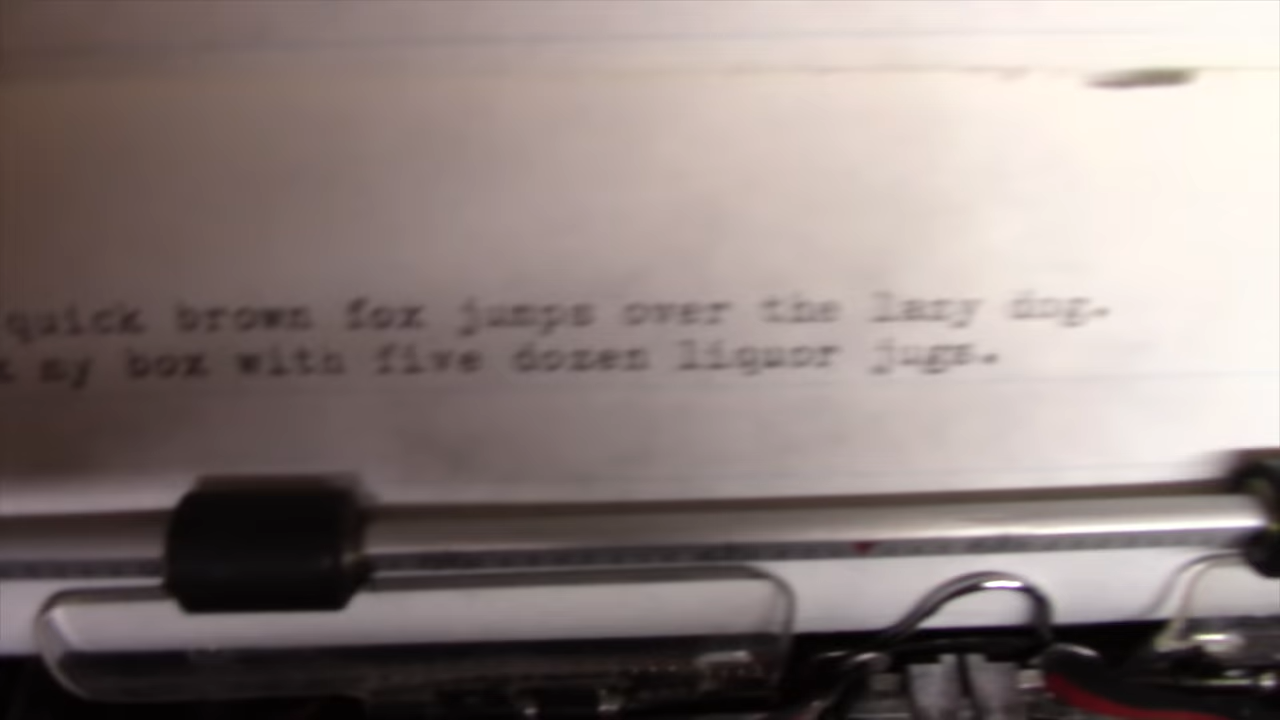 quick brown fox jumps over the lazy dog.
my box with five dozen liquor jugs.